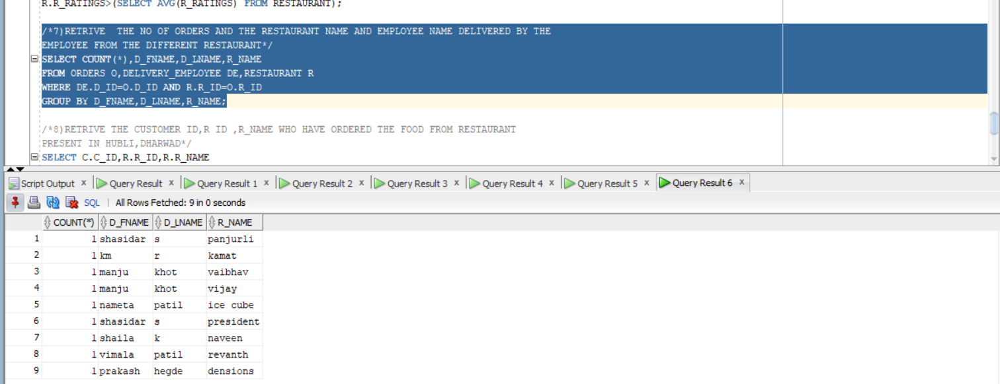 R.R_RATINGS>(SELECT AVG(R_RATINGS) FROM RESTAURANT);
/*7)RETRIVE  THE NO OF ORDERS AND THE RESTAURANT NAME AND EMPLOYEE NAME DELIVERED BY THE
EMPLOYEE FROM THE DIFFERENT RESTAURANT*/
SELECT COUNT(*),D_FNAME,D_LNAME,R_NAME
FROM ORDERS O,DELIVERY_EMPLOYEE DE,RESTAURANT R
WHERE DE.D_ID=O.D_ID AND R.R_ID=O.R_ID
GROUP BY D_FNAME,D_LNAME,R_NAME;
/*8)RETRIVE THE CUSTOMER ID,R ID ,R_NAME WHO HAVE ORDERED THE FOOD FROM RESTAURANT
PRESENT IN HUBLI,DHARWAD*/
SELECT C.C_ID,R.R_ID,R.R_NAME
Script Output x Query Result x Query Result 1 x Query Result 2 x Query Result 3 x Query Result 4 x Query Result 5 x Query Result 6 x
SQL | All Rows Fetched: 9 in 0 seconds
COUNT(*) D_FNAME D_LNAME R_NAME
1 1 shasidar s panjurli
2 1 km r kamat
3 1 manju khot vaibhav
4 1 manju khot vijay
5 1 nameta patil ice cube
6 1 shasidar s president
7 1 shaila k naveen
8 1 vimala patil revanth
9 1 prakash hegde densions